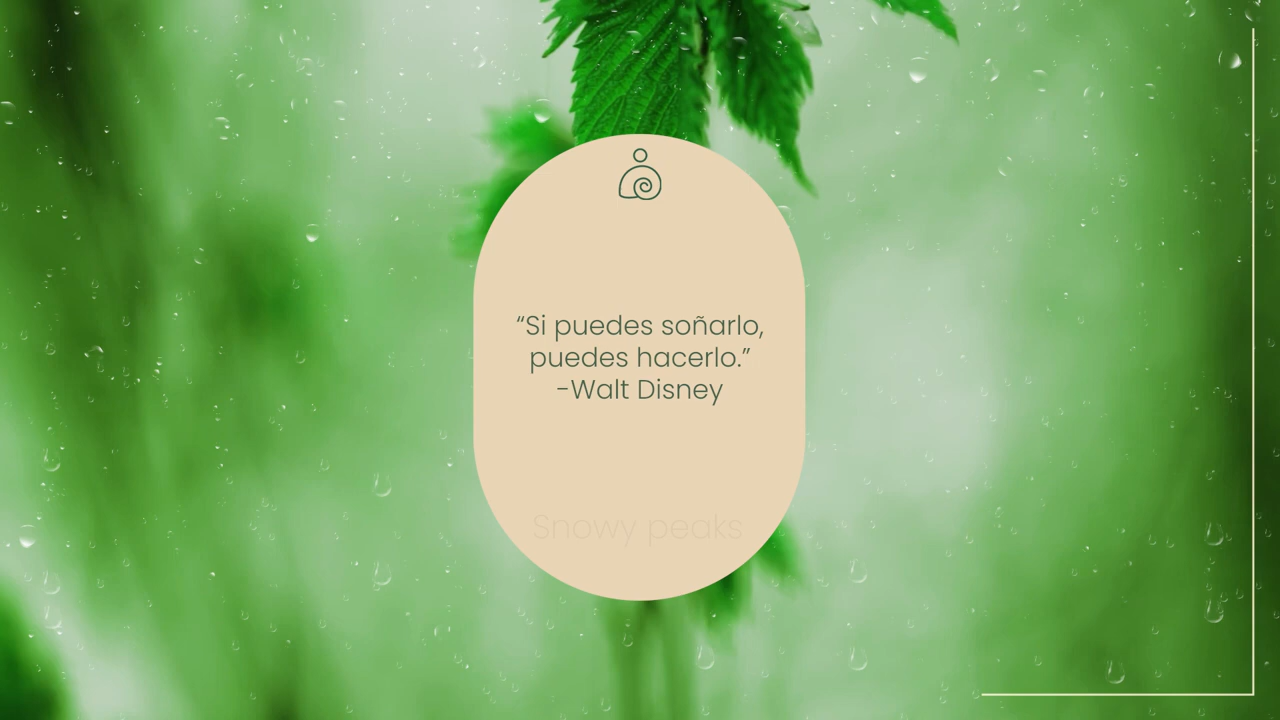 “Si puedes soñarlo,
puedes hacerlo.”
-Walt Disney
Snowy peaks